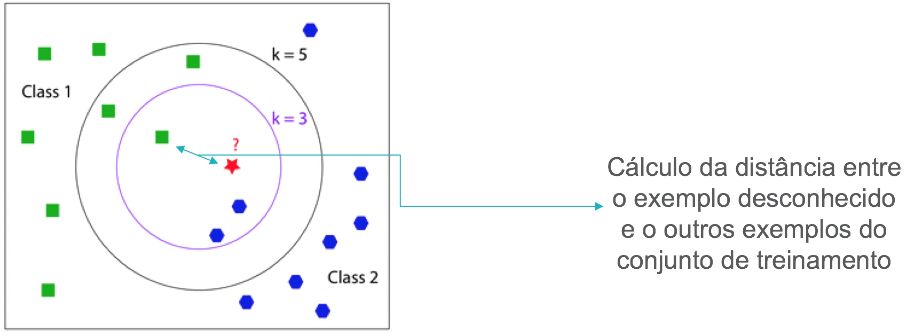 k = 5
Class 1
k = 3
?
Class 2
Cálculo da distância entre
o exemplo desconhecido
e o outros exemplos do
conjunto de treinamento